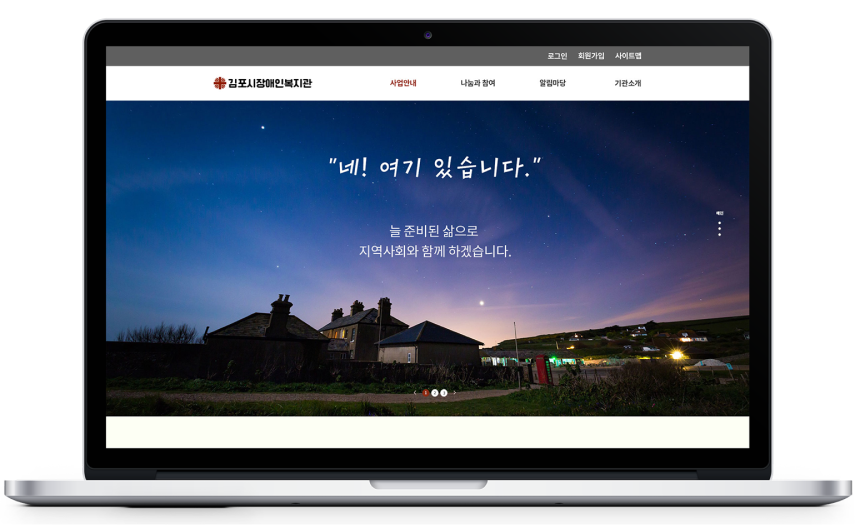 로그인 회원가입 사이트맵
김포시장애인복지관 사업안내 나눔과 참여 알림마당 기관소개
"네! 여기 있습니다."
배너
늘 준비된 삶으로
지역사회와 함께 하겠습니다.
‹ 1 2 3 ›